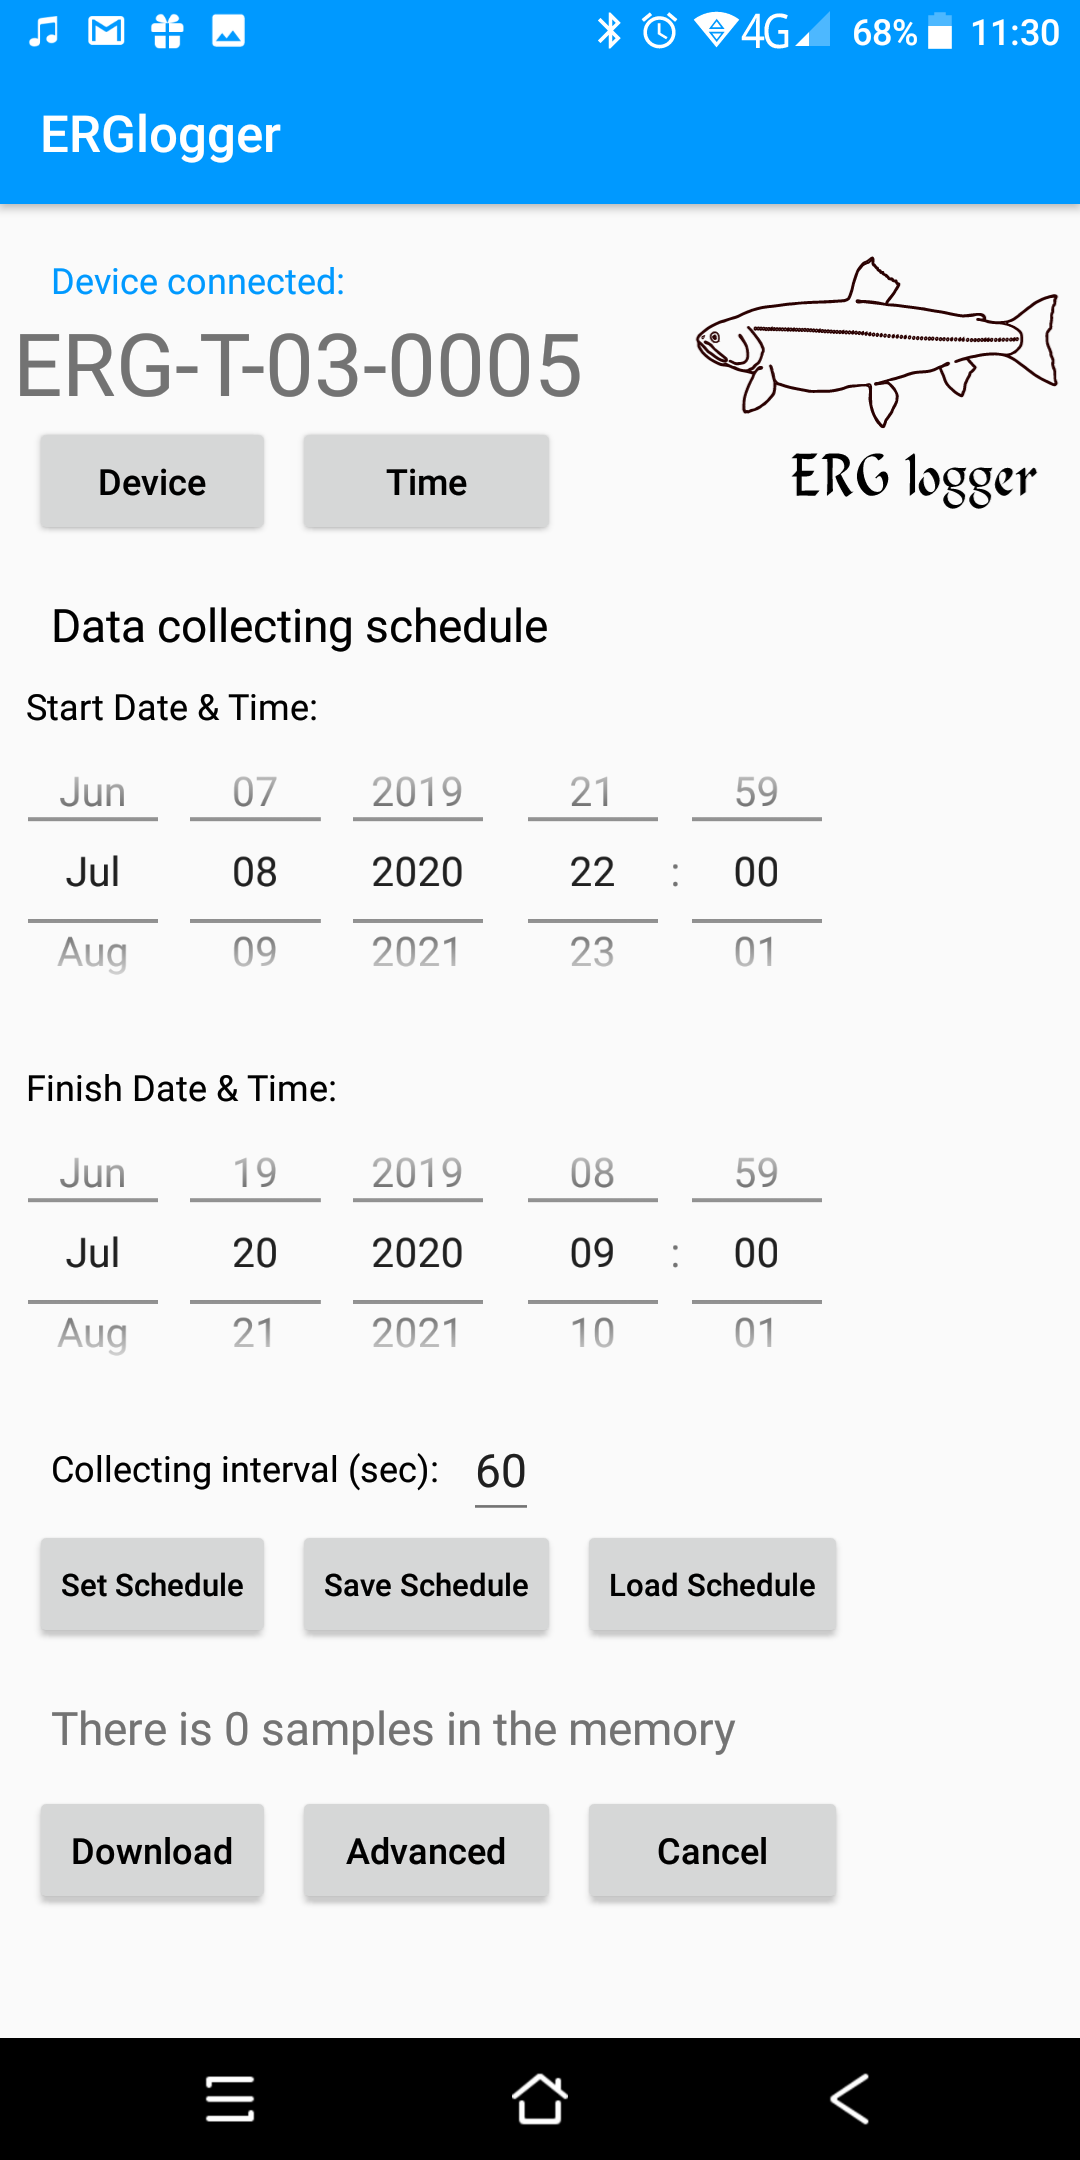 4G 68% 11:30
ERGlogger
Device connected:
ERG-T-03-0005
Device Time
ERG logger
Data collecting schedule
Start Date & Time:
Jun 07 2019 21 59
Jul 08 2020 22 : 00
Aug 09 2021 23 01
Finish Date & Time:
Jun 19 2019 08 59
Jul 20 2020 09 : 00
Aug 21 2021 10 01
Collecting interval (sec): 60
Set Schedule Save Schedule Load Schedule
There is 0 samples in the memory
Download Advanced Cancel